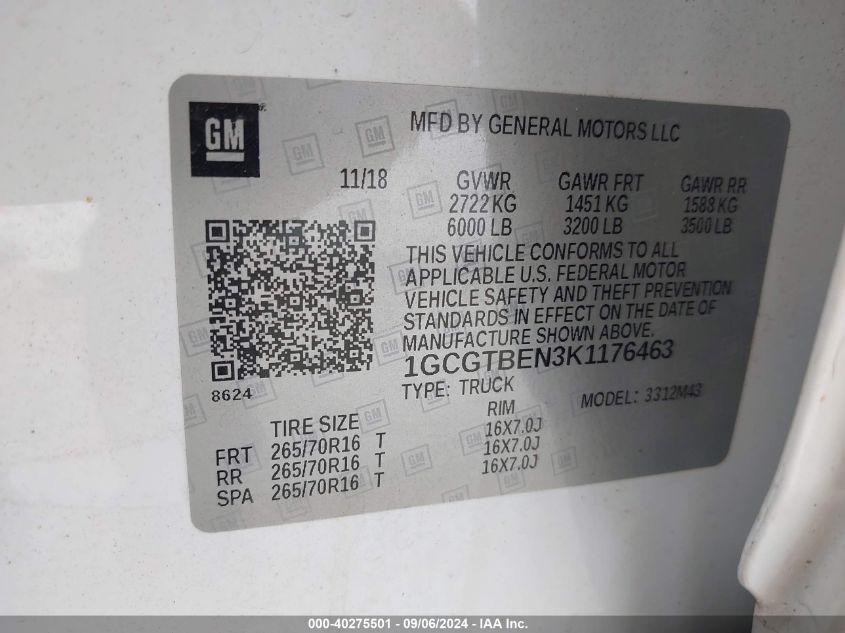 GM
MFD BY GENERAL MOTORS LLC
11/18 GVWR GAWR FRT GAWR RR
2722 KG 1451 KG 1588 KG
6000 LB 3200 LB 3500 LB
THIS VEHICLE CONFORMS TO ALL
APPLICABLE U.S. FEDERAL MOTOR
VEHICLE SAFETY AND THEFT PREVENTION
STANDARDS IN EFFECT ON THE DATE OF
MANUFACTURE SHOWN ABOVE.
1GCGTBEN3K1176463
8624
TYPE: TRUCK MODEL: 3312M43
TIRE SIZE RIM
FRT 265/70R16 T 16X7.0J
RR 265/70R16 T 16X7.0J
SPA 265/70R16 T 16X7.0J
000-40275501 - 09/06/2024 - IAA Inc.